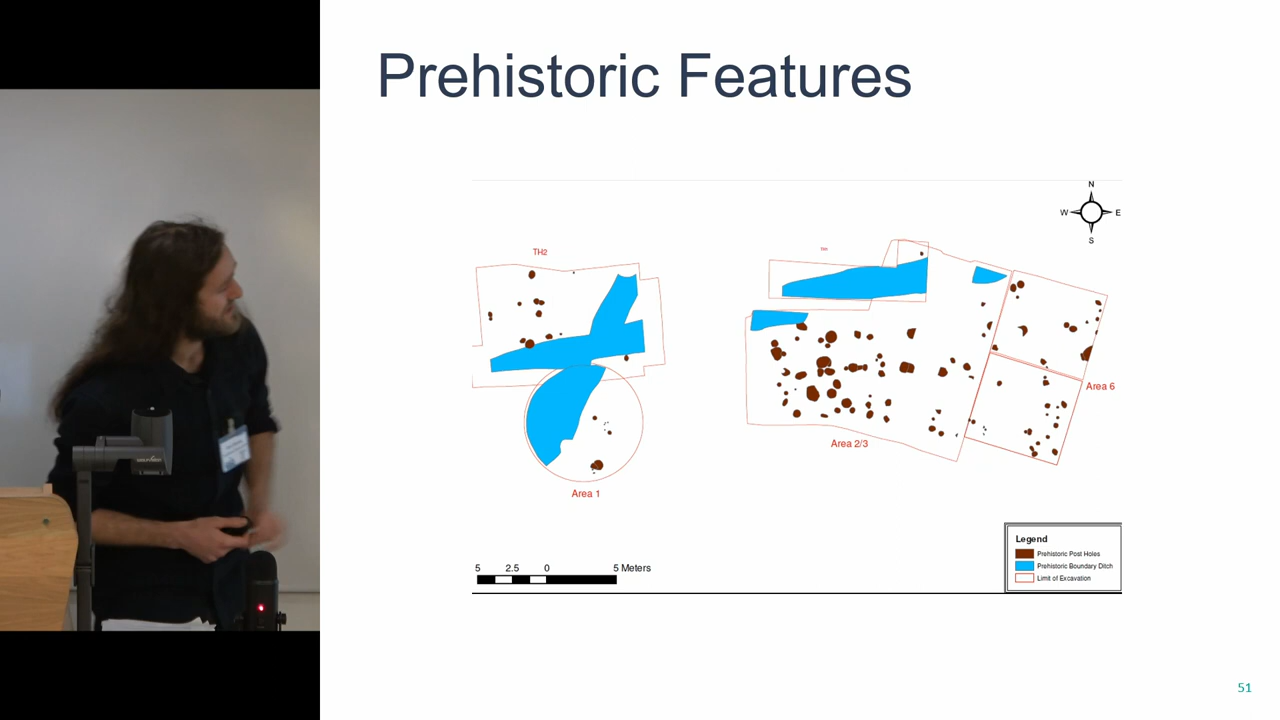 Prehistoric Features
N
W
E
S
TH2
Area 6
Area 2/3
Area 1
Legend
Prehistoric Post Holes
Prehistoric Boundary Ditch
Limit of Excavation
5 2.5 0 5 Meters
51